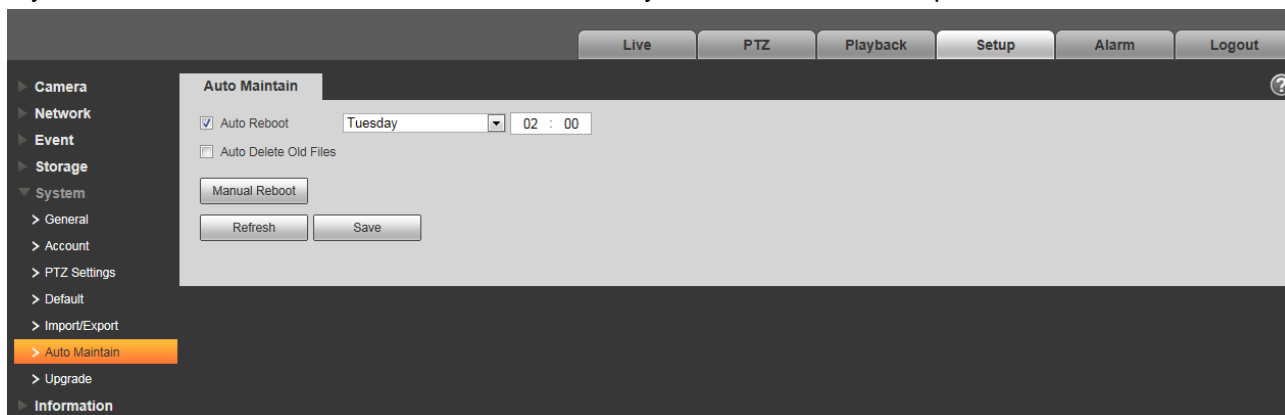 Live PTZ Playback Setup Alarm Logout
Camera
Network
Event
Storage
System
> General
> Account
> PTZ Settings
> Default
> Import/Export
> Auto Maintain
> Upgrade
Information
Auto Maintain
?
Auto Reboot Tuesday 02 : 00
Auto Delete Old Files
Manual Reboot
Refresh Save